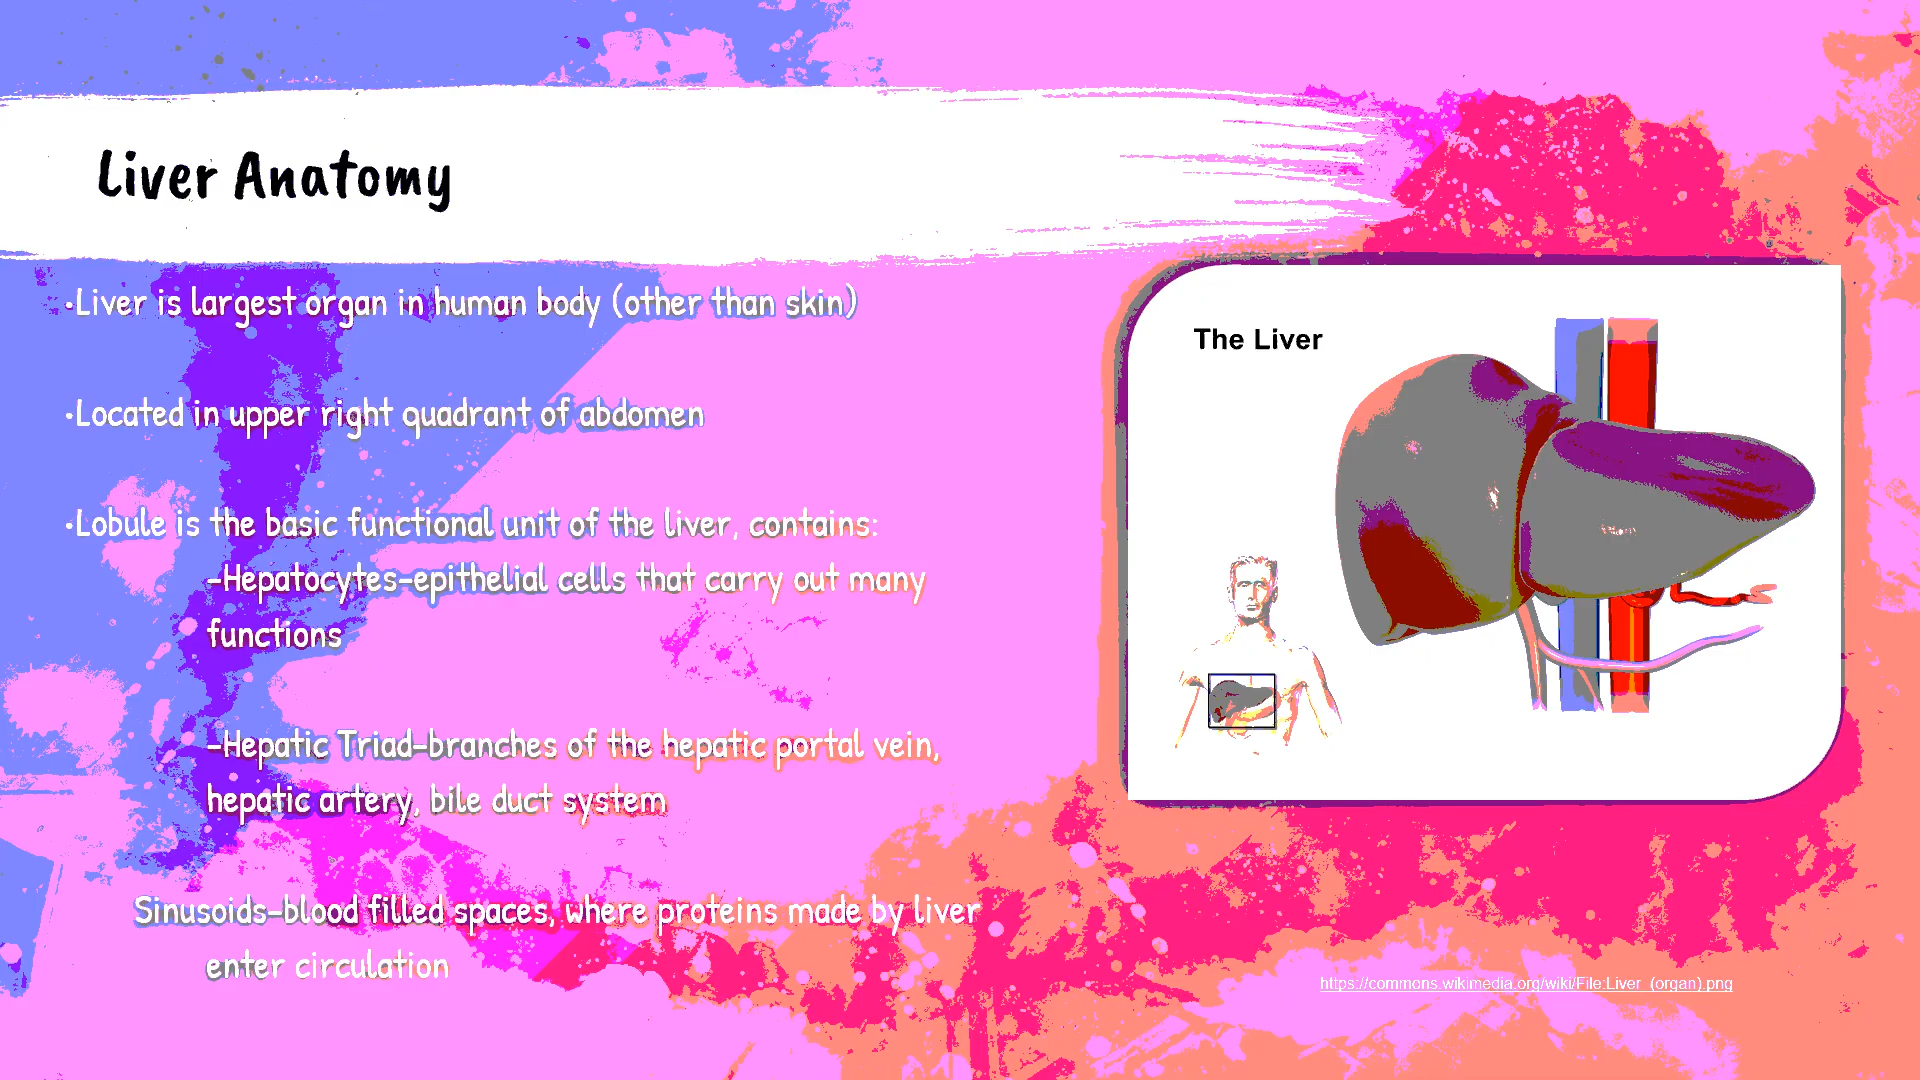 Liver Anatomy
•Liver is largest organ in human body (other than skin)
•Located in upper right quadrant of abdomen
•Lobule is the basic functional unit of the liver, contains:
-Hepatocytes-epithelial cells that carry out many
functions
-Hepatic Triad-branches of the hepatic portal vein,
hepatic artery, bile duct system
Sinusoids-blood filled spaces, where proteins made by liver
enter circulation
The Liver
https://commons.wikimedia.org/wiki/File:Liver_(organ).png